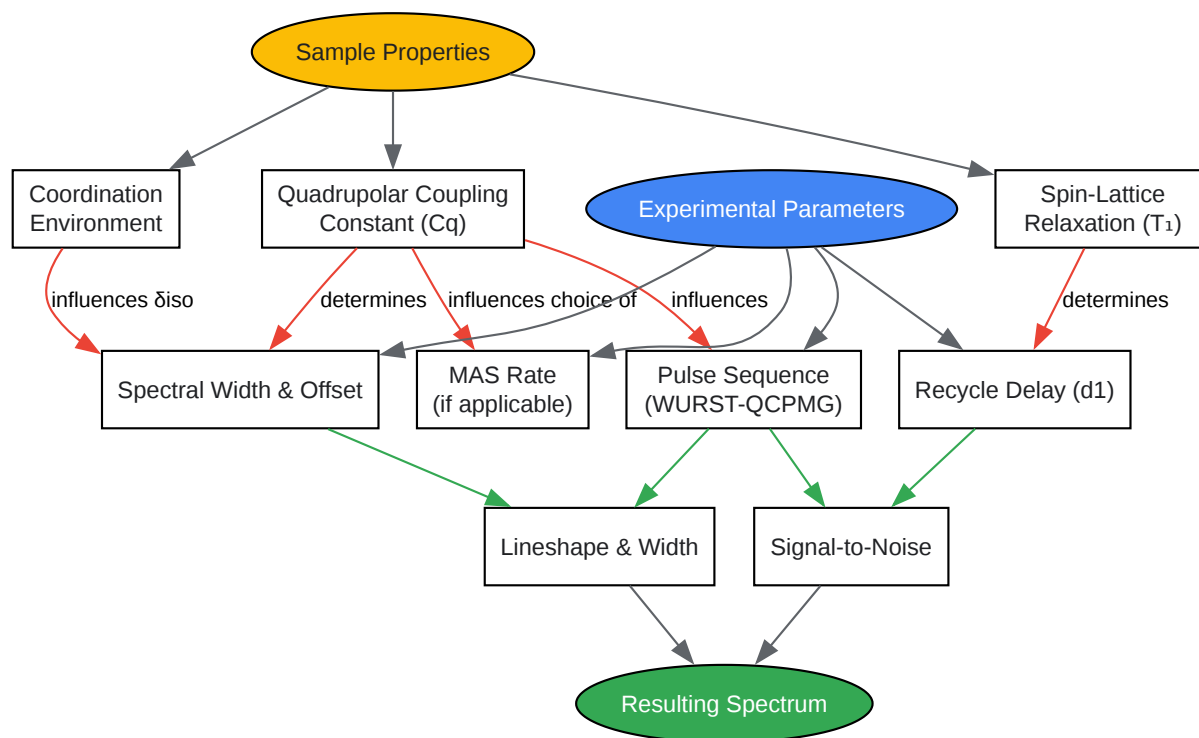 Sample Properties
Coordination
Environment
Quadrupolar Coupling
Constant (Cq)
Experimental Parameters
Spin-Lattice
Relaxation (T₁)
influences δiso
determines
influences choice of
influences
determines
Spectral Width & Offset
MAS Rate
(if applicable)
Pulse Sequence
(WURST-QCPMG)
Recycle Delay (d1)
Lineshape & Width
Signal-to-Noise
Resulting Spectrum